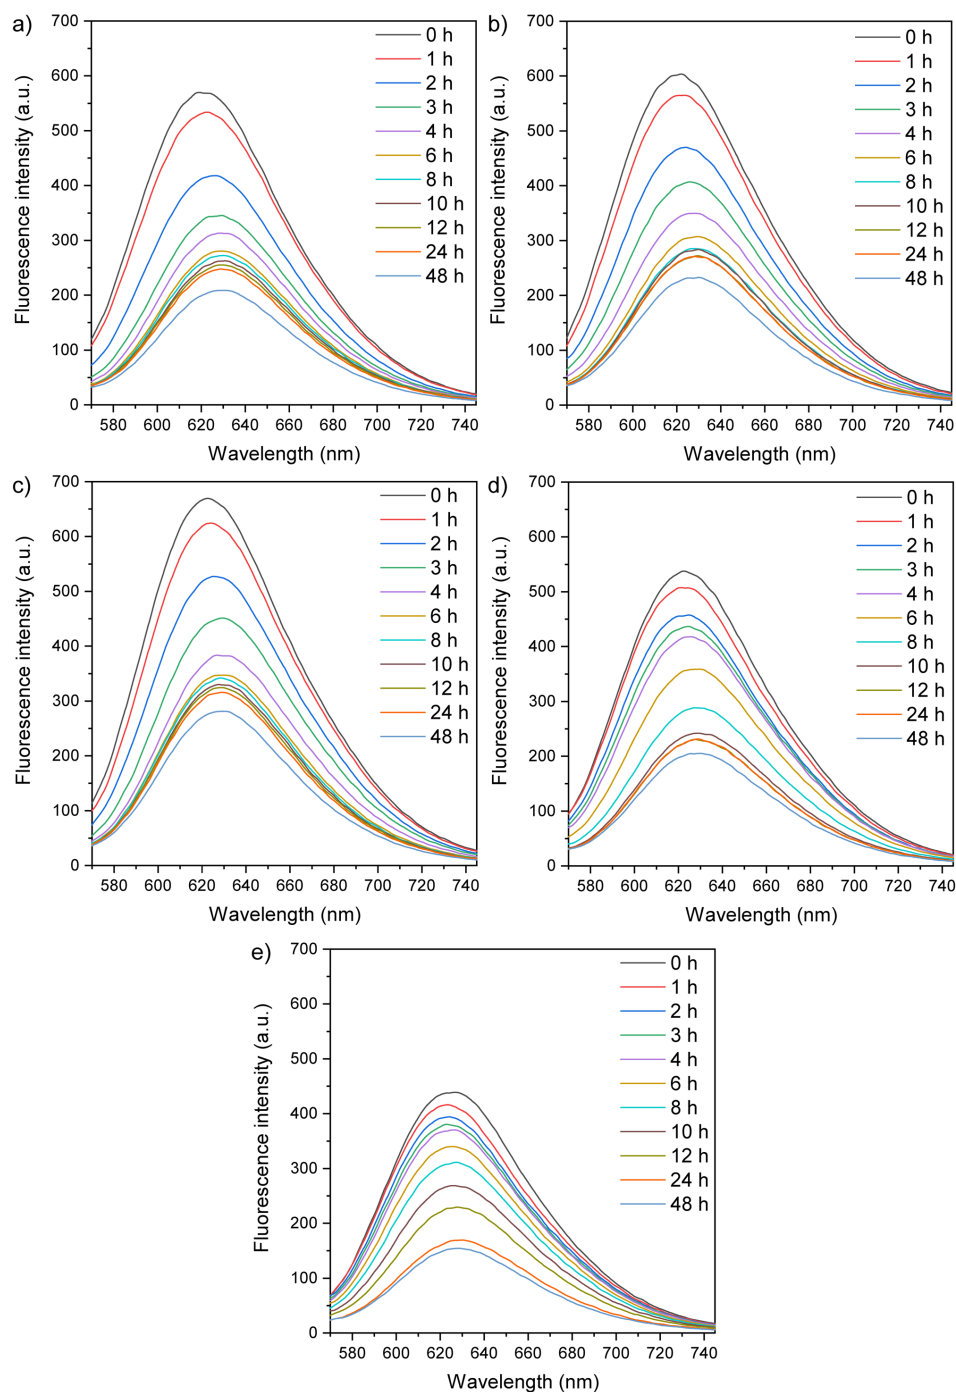 a)
700
600
500
400
300
200
100
0
Fluorescence intensity (a.u.)
580 600 620 640 660 680 700 720 740
Wavelength (nm)
0 h
1 h
2 h
3 h
4 h
6 h
8 h
10 h
12 h
24 h
48 h
b)
700
600
500
400
300
200
100
0
Fluorescence intensity (a.u.)
580 600 620 640 660 680 700 720 740
Wavelength (nm)
0 h
1 h
2 h
3 h
4 h
6 h
8 h
10 h
12 h
24 h
48 h
c)
700
600
500
400
300
200
100
0
Fluorescence intensity (a.u.)
580 600 620 640 660 680 700 720 740
Wavelength (nm)
0 h
1 h
2 h
3 h
4 h
6 h
8 h
10 h
12 h
24 h
48 h
d)
700
600
500
400
300
200
100
0
Fluorescence intensity (a.u.)
580 600 620 640 660 680 700 720 740
Wavelength (nm)
0 h
1 h
2 h
3 h
4 h
6 h
8 h
10 h
12 h
24 h
48 h
e)
700
600
500
400
300
200
100
0
Fluorescence intensity (a.u.)
580 600 620 640 660 680 700 720 740
Wavelength (nm)
0 h
1 h
2 h
3 h
4 h
6 h
8 h
10 h
12 h
24 h
48 h